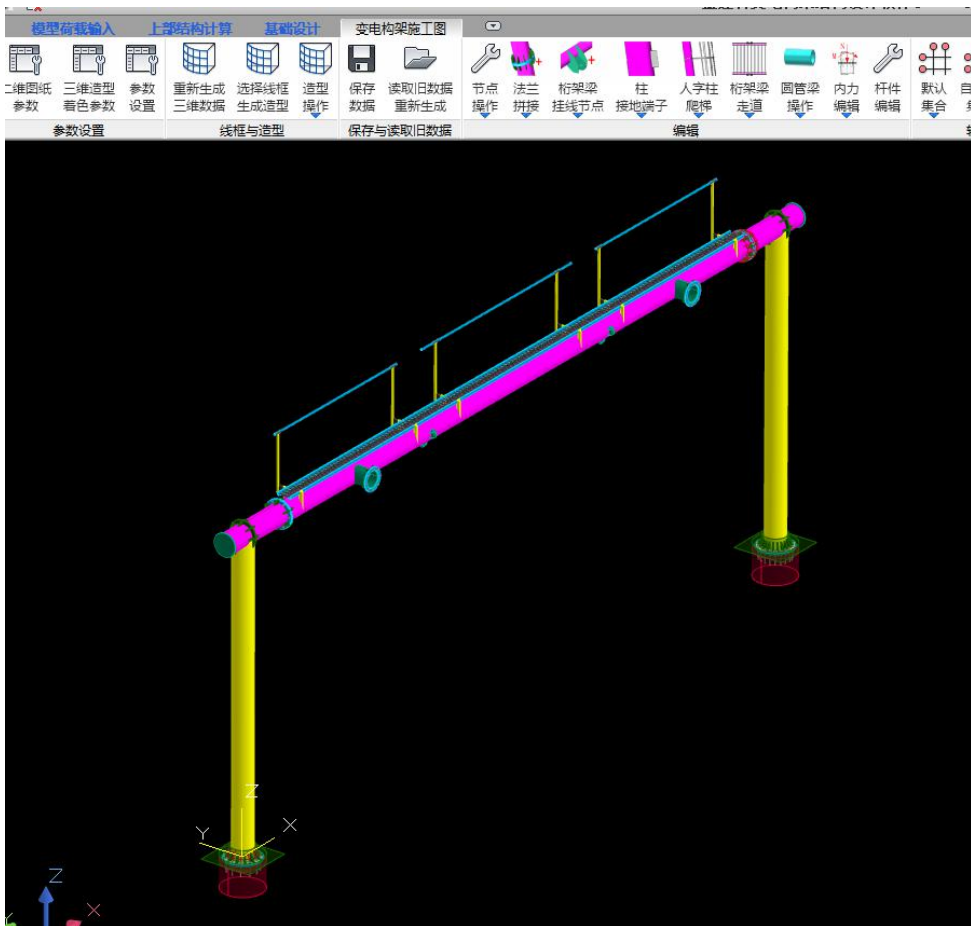 模型荷载输入 上部结构计算 基础设计 变电构架施工图
二维图纸 三维造型 参数 重新生成 选择线框 造型 保存 读取旧数据 节点 法兰 桁架梁 柱 人字柱 桁架梁 圆管梁 内力 杆件 默认
参数 着色参数 设置 三维数据 生成造型 操作 数据 重新生成 操作 拼接 挂线节点 接地端子 爬梯 走道 操作 编辑 编辑 集合
参数设置 线框与造型 保存与读取旧数据 编辑
Z
Y X
Z
X